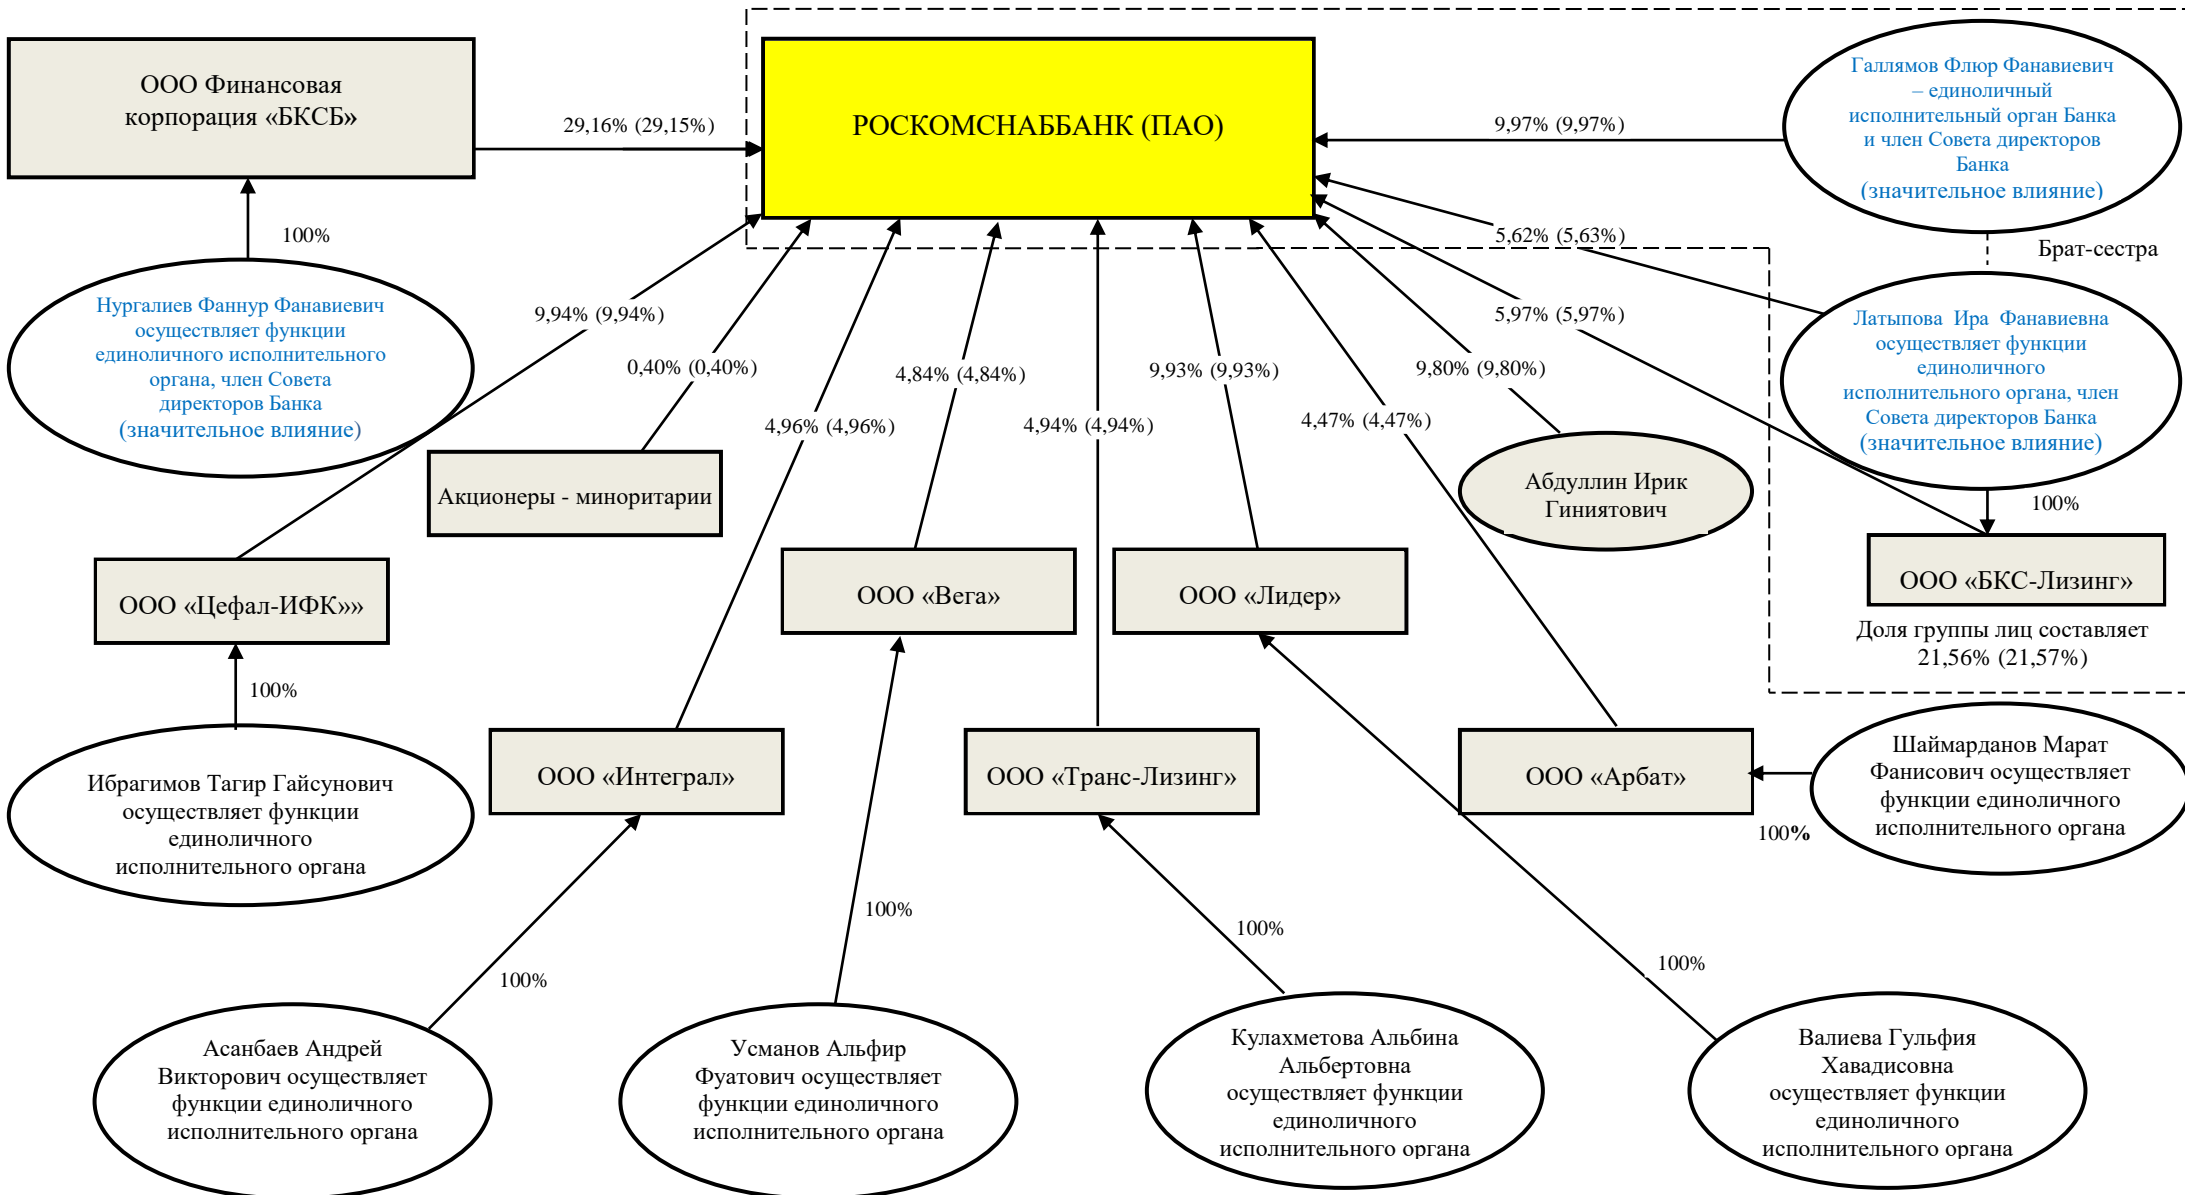 ООО Финансовая
корпорация «БКСБ»
29,16% (29,15%)
РОСКОМСНАББАНК (ПАО)
9,97% (9,97%)
Галлямов Флюр Фанавиевич
– единоличный
исполнительный орган Банка
и член Совета директоров
Банка
(значительное влияние)
100%
5,62% (5,63%)
Брат-сестра
Нургалиев Фаннур Фанавиевич
осуществляет функции
единоличного исполнительного
органа, член Совета
директоров Банка
(значительное влияние)
9,94% (9,94%)
0,40% (0,40%)
4,96% (4,96%)
4,84% (4,84%)
4,94% (4,94%)
9,93% (9,93%)
4,47% (4,47%)
9,80% (9,80%)
5,97% (5,97%)
Латыпова Ира Фанавиевна
осуществляет функции
единоличного
исполнительного органа, член
Совета директоров Банка
(значительное влияние)
Акционеры - миноритарии
Абдуллин Ирик
Гиниятович
100%
ООО «Цефал-ИФК»»
ООО «Вега»
ООО «Лидер»
ООО «БКС-Лизинг»
Доля группы лиц составляет
21,56% (21,57%)
100%
ООО «Интеграл»
ООО «Транс-Лизинг»
ООО «Арбат»
100%
Шаймарданов Марат
Фанисович осуществляет
функции единоличного
исполнительного органа
Ибрагимов Тагир Гайсунович
осуществляет функции
единоличного
исполнительного органа
100%
100%
100%
100%
Асанбаев Андрей
Викторович осуществляет
функции единоличного
исполнительного органа
Усманов Альфир
Фуатович осуществляет
функции единоличного
исполнительного органа
Кулахметова Альбина
Альбертовна
осуществляет функции
единоличного
исполнительного органа
Валиева Гульфия
Хавадисовна
осуществляет функции
единоличного
исполнительного органа